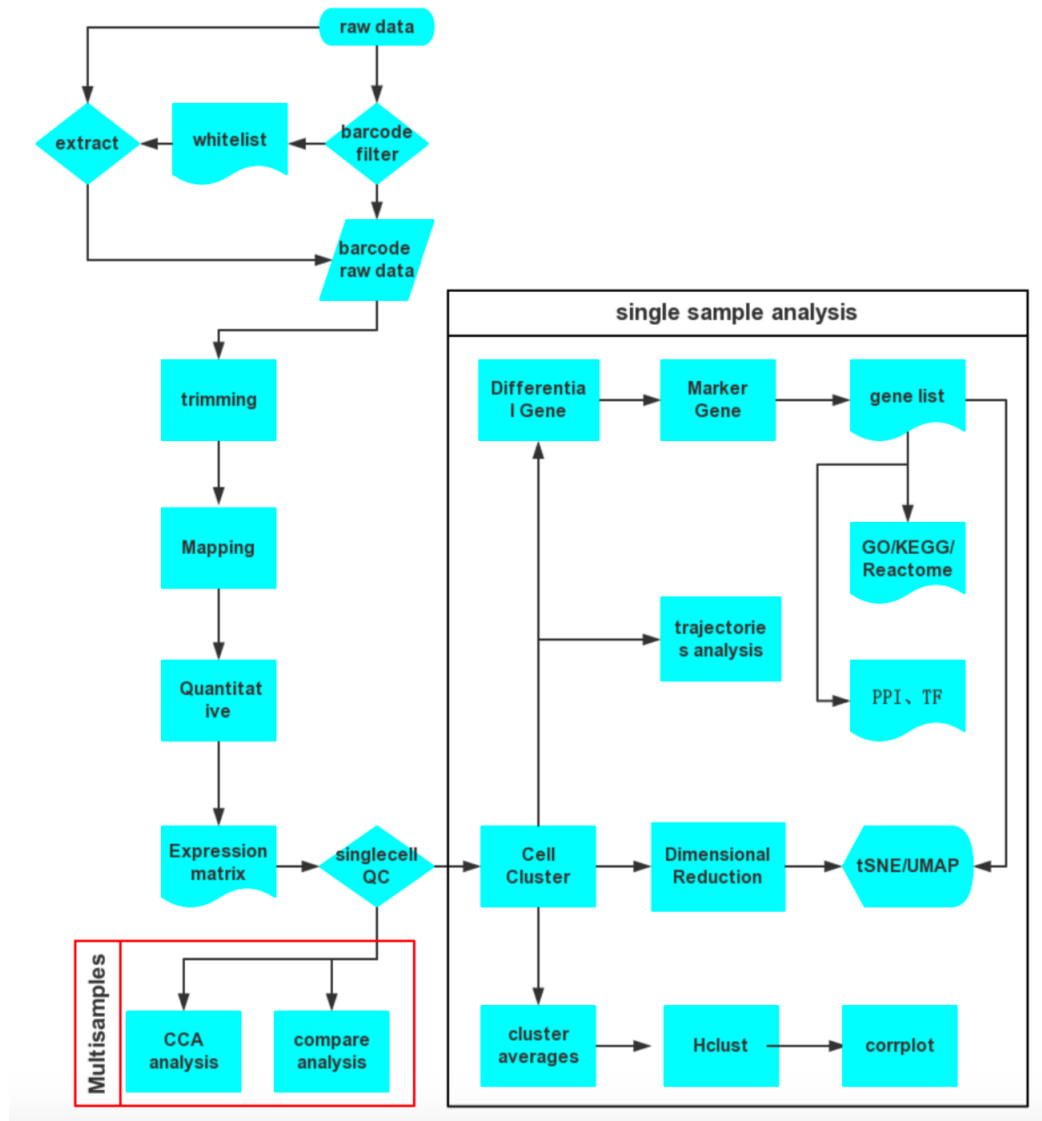 raw data
extract
whitelist
barcode
filter
barcode
raw data
trimming
Mapping
Quantitat
ive
Expression
matrix
singlecell
QC
Multisamples
CCA
analysis
compare
analysis
single sample analysis
Differentia
l Gene
Marker
Gene
gene list
GO/KEGG/
Reactome
trajectorie
s analysis
PPI、TF
Cell
Cluster
Dimensional
Reduction
tSNE/UMAP
cluster
averages
Hclust
corrplot